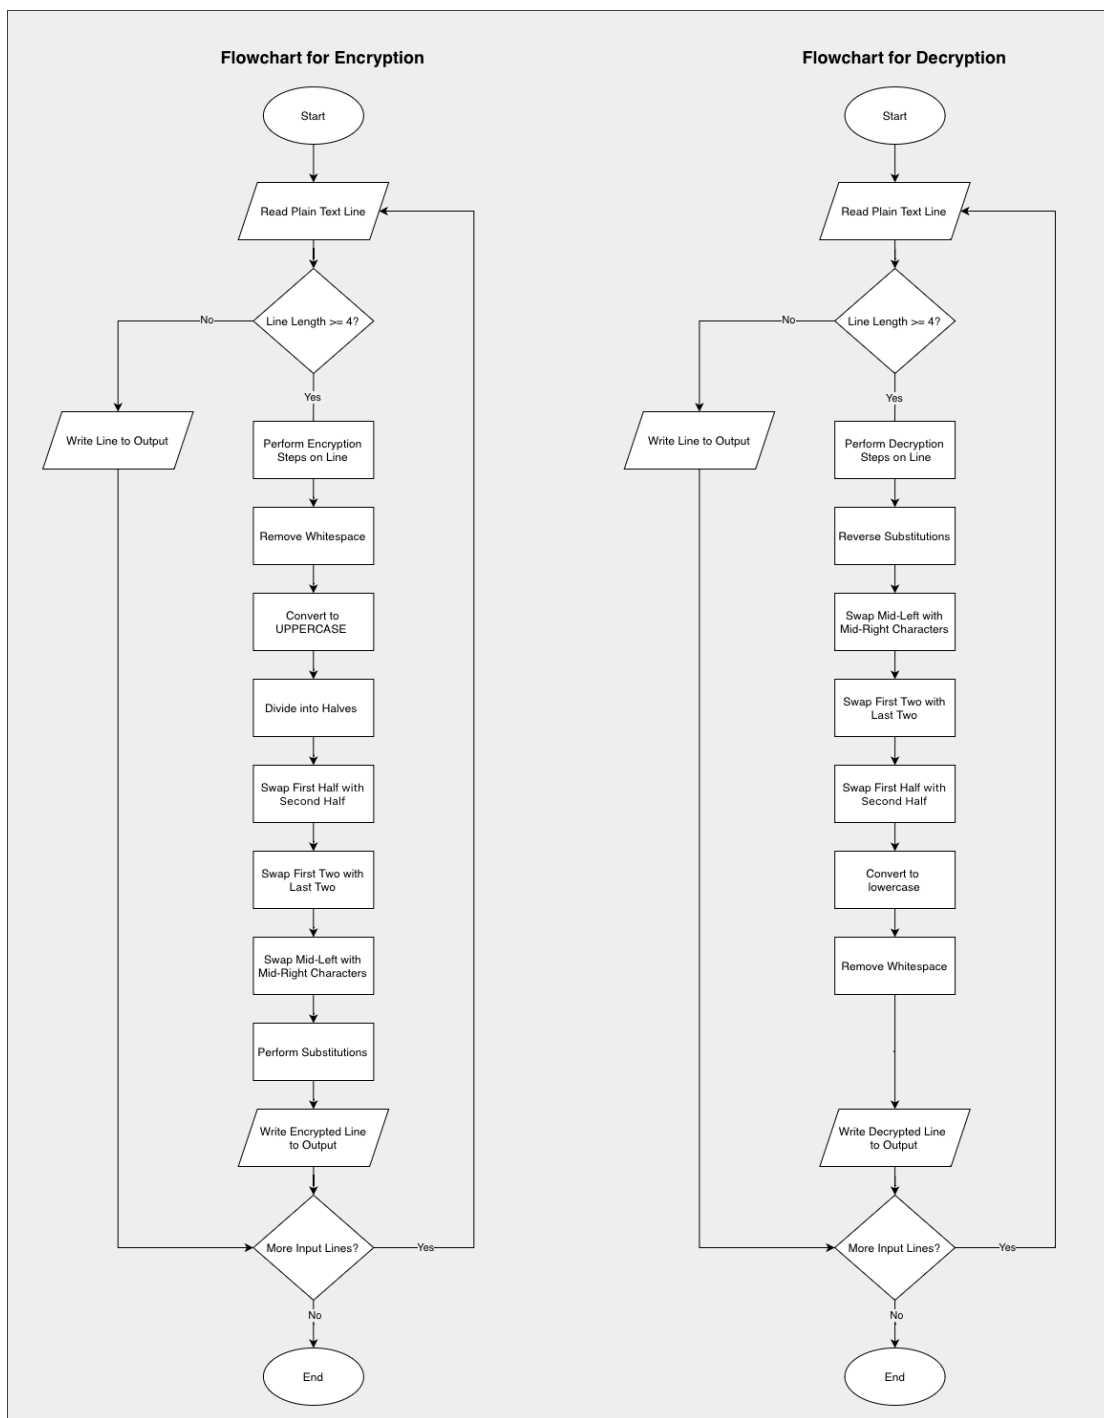 Flowchart for Encryption
Start
Read Plain Text Line
Line Length >= 4?
No
Yes
Write Line to Output
Perform Encryption
Steps on Line
Remove Whitespace
Convert to
UPPERCASE
Divide into Halves
Swap First Half with
Second Half
Swap First Two with
Last Two
Swap Mid-Left with
Mid-Right Characters
Perform Substitutions
Write Encrypted Line
to Output
More Input Lines?
Yes
No
End
Flowchart for Decryption
Start
Read Plain Text Line
Line Length >= 4?
No
Yes
Write Line to Output
Perform Decryption
Steps on Line
Reverse Substitutions
Swap Mid-Left with
Mid-Right Characters
Swap First Two with
Last Two
Swap First Half with
Second Half
Convert to
lowercase
Remove Whitespace
Write Decrypted Line
to Output
More Input Lines?
Yes
No
End